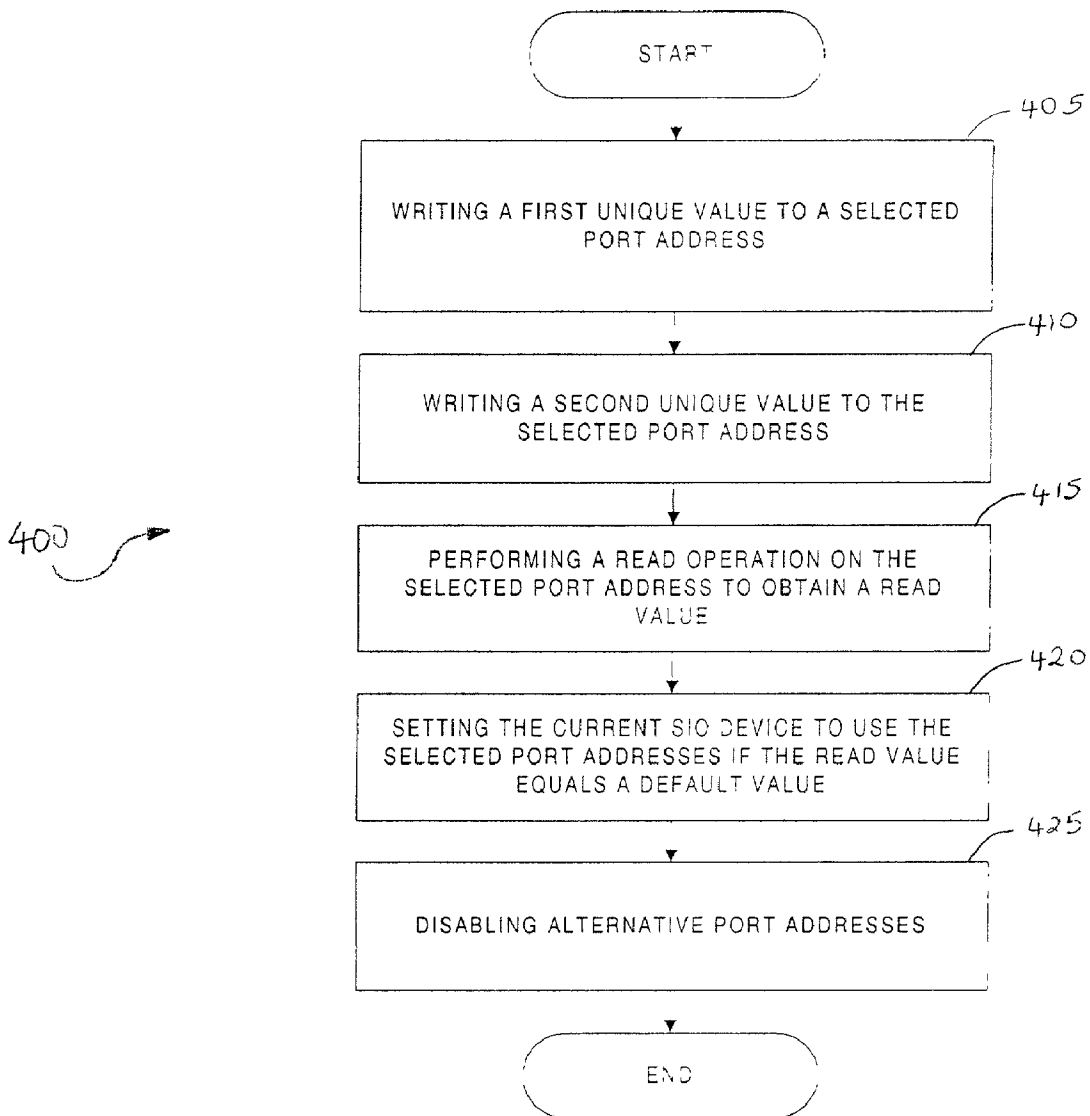 START
405
WRITING A FIRST UNIQUE VALUE TO A SELECTED
PORT ADDRESS
410
WRITING A SECOND UNIQUE VALUE TO THE
SELECTED PORT ADDRESS
415
400
PERFORMING A READ OPERATION ON THE
SELECTED PORT ADDRESS TO OBTAIN A READ
VALUE
420
SETTING THE CURRENT SIO DEVICE TO USE THE
SELECTED PORT ADDRESSES IF THE READ VALUE
EQUALS A DEFAULT VALUE
425
DISABLING ALTERNATIVE PORT ADDRESSES
END